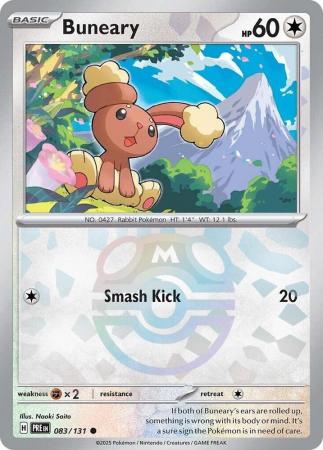 BASIC
Buneary
HP 60
NO. 0427 Rabbit Pokémon HT: 1'4" WT: 12.1 lbs.
M
Smash Kick 20
weakness ×2 resistance retreat
Illus. Naoki Saito
H PRE EN 083/131
If both of Buneary's ears are rolled up,
something is wrong with its body or mind. It's
a sure sign the Pokémon is in need of care.
©2025 Pokémon / Nintendo / Creatures / GAME FREAK